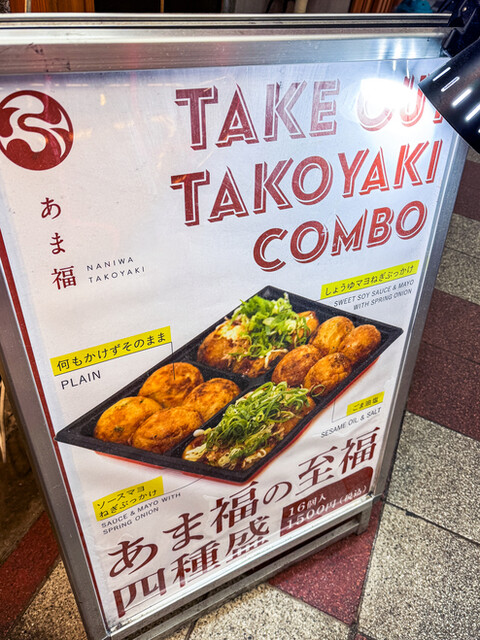 TAKE OUT
TAKOYAKI
COMBO
あま福
NANIWA
TAKOYAKI
しょうゆマヨねぎぶっかけ
SWEET SOY SAUCE & MAYO
WITH SPRING ONION
何もかけずそのまま
PLAIN
ごま油塩
SESAME OIL & SALT
ソースマヨ
ねぎぶっかけ
SAUCE & MAYO WITH
SPRING ONION
あま福の至福
四種盛
16個入
1500円(税込)